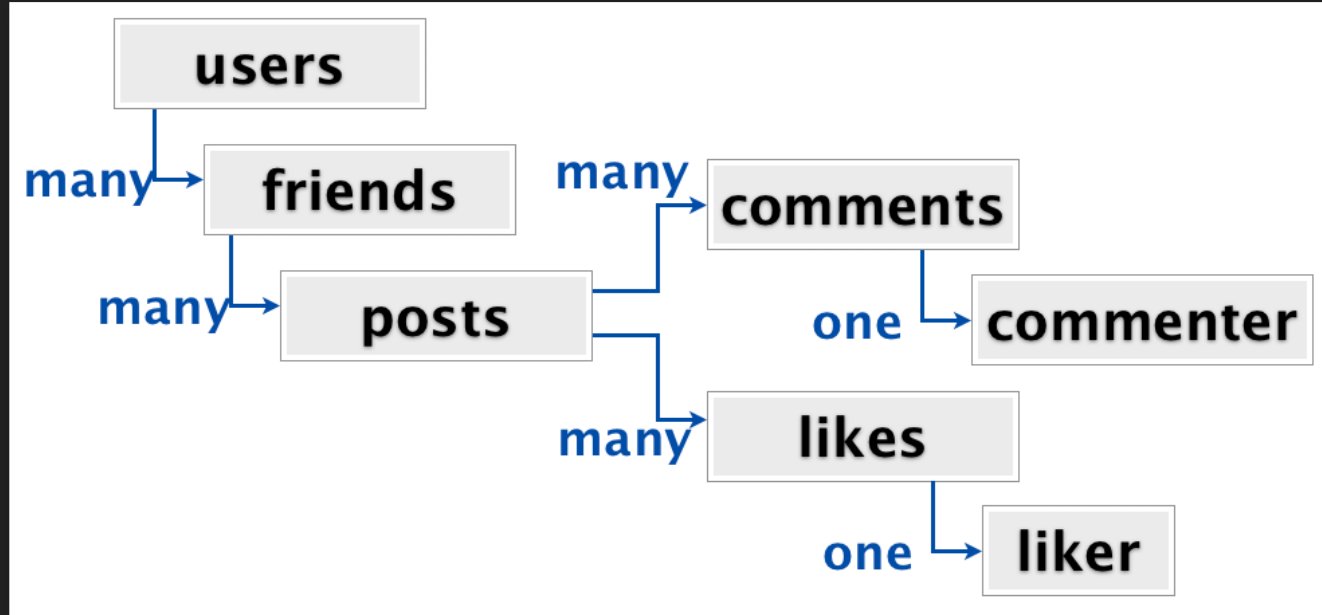 users
many
friends
many
comments
many
posts
one
commenter
many
likes
one
liker